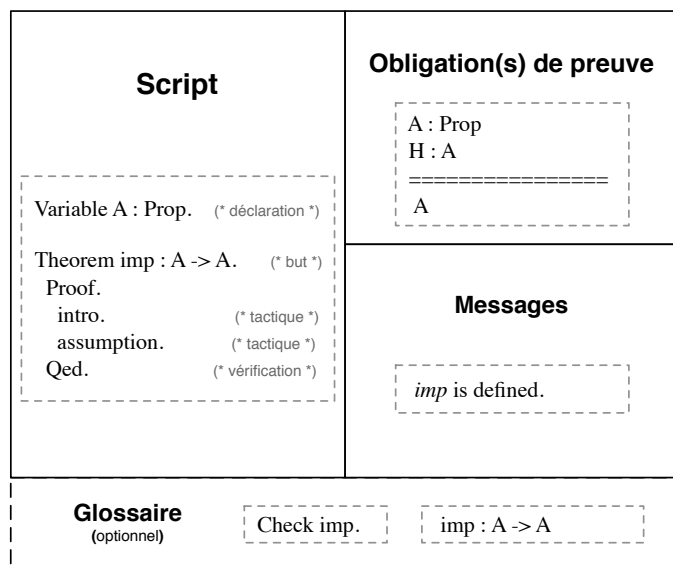 Script
Variable A : Prop. (* déclaration *)
Theorem imp : A -> A. (* but *)
Proof.
intro. (* tactique *)
assumption. (* tactique *)
Qed. (* vérification *)
Obligation(s) de preuve
A : Prop
H : A
================
A
Messages
imp is defined.
Glossaire
(optionnel)
Check imp.
imp : A -> A